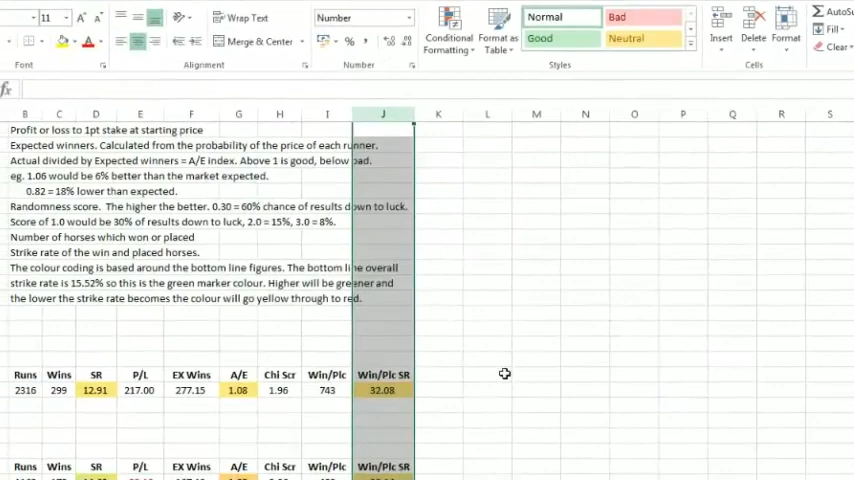 11
Wrap Text
Number
Normal
Bad
AutoSu
Merge & Center
%
Conditional
Formatting
Format as
Table
Good
Neutral
Insert
Delete
Format
Fill
Clear
Font
Alignment
Number
Styles
Cells
fx
B C D E F G H I J K L M N O P Q R S
Profit or loss to 1pt stake at starting price
Expected winners. Calculated from the probability of the price of each runner.
Actual divided by Expected winners = A/E index. Above 1 is good, below bad.
eg. 1.06 would be 6% better than the market expected.
0.82 = 18% lower than expected.
Randomness score. The higher the better. 0.30 = 60% chance of results down to luck.
Score of 1.0 would be 30% of results down to luck, 2.0 = 15%, 3.0 = 8%.
Number of horses which won or placed
Strike rate of the win and placed horses.
The colour coding is based around the bottom line figures. The bottom line overall
strike rate is 15.52% so this is the green marker colour. Higher will be greener and
the lower the strike rate becomes the colour will go yellow through to red.
Runs Wins SR P/L EX Wins A/E Chi Scr Win/Plc Win/Plc SR
2316 299 12.91 217.00 277.15 1.08 1.96 743 32.08
Runs Wins SR P/L EX Wins A/E Chi Scr Win/Plc Win/Plc SR